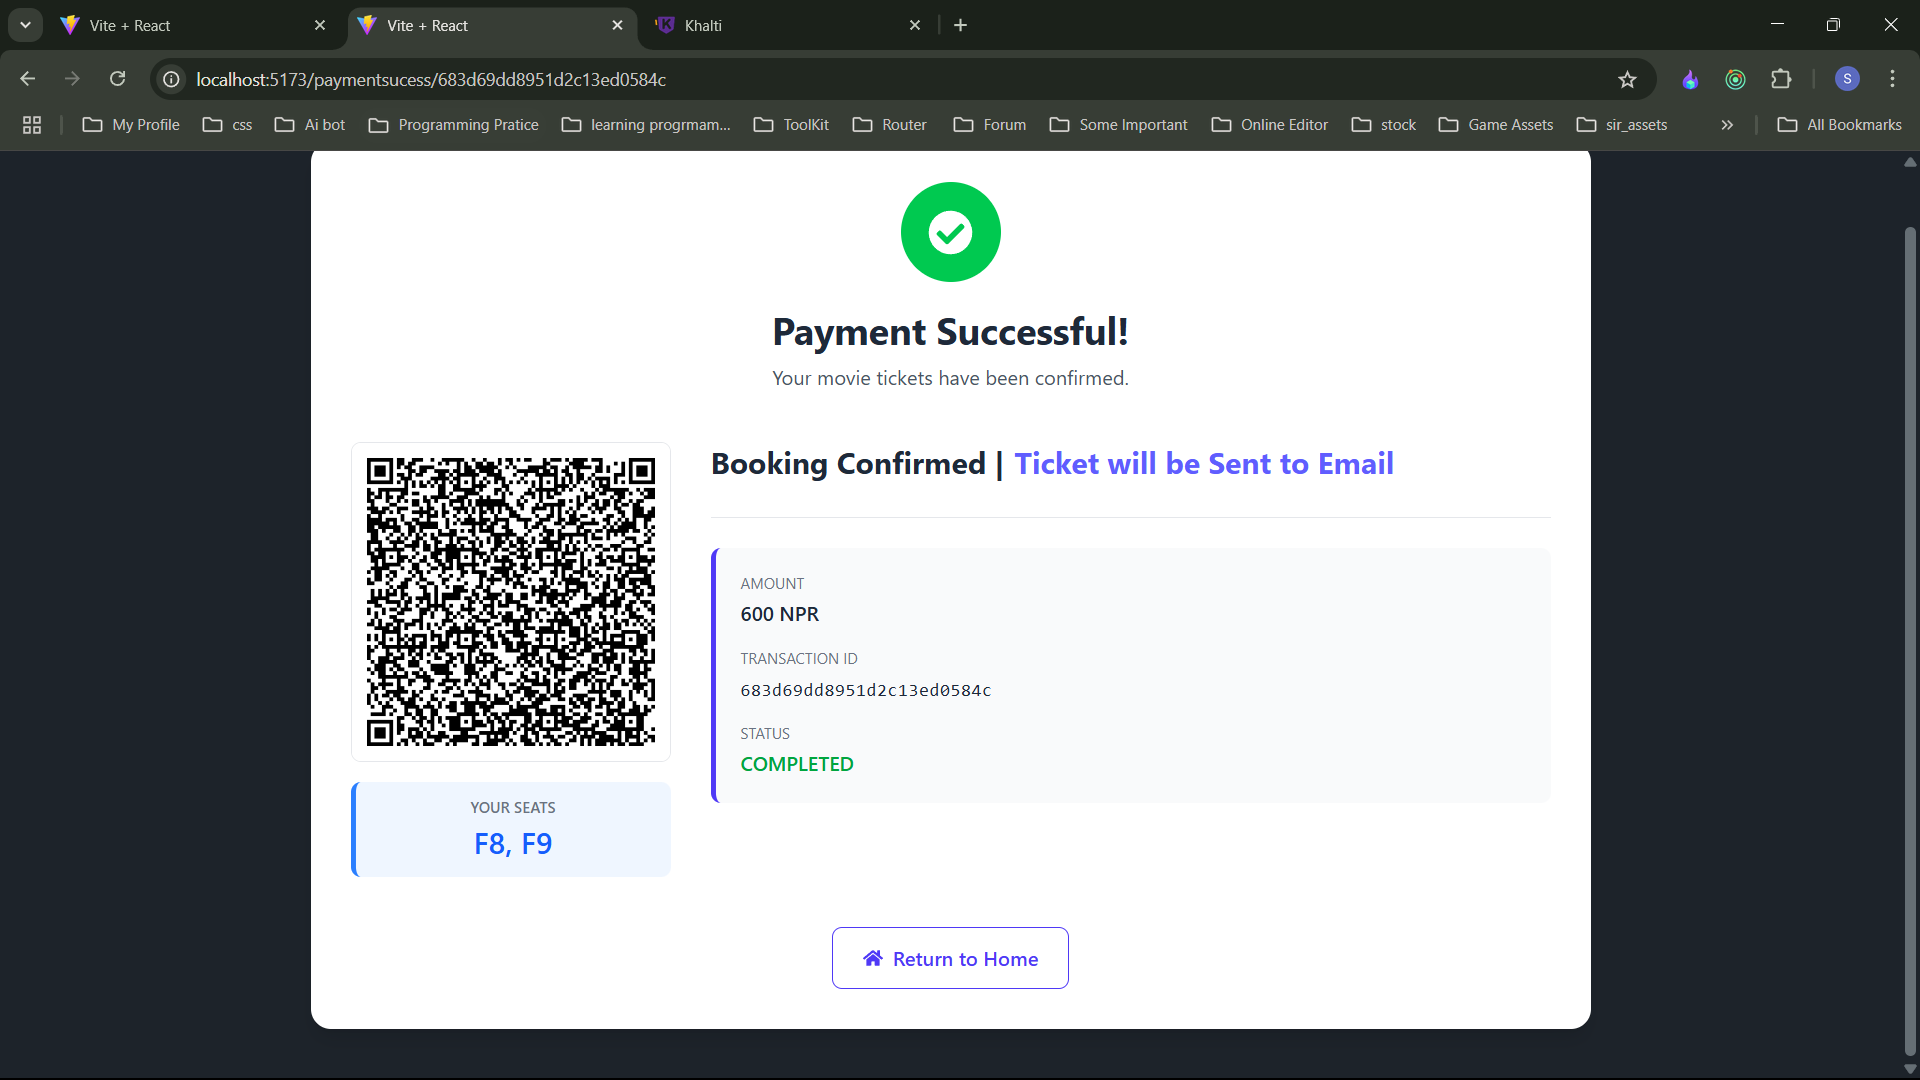 Vite + React
Vite + React
Khalti
localhost:5173/paymentsucess/683d69dd8951d2c13ed0584c
S
My Profile
css
Ai bot
Programming Pratice
learning progrmam...
ToolKit
Router
Forum
Some Important
Online Editor
stock
Game Assets
sir_assets
All Bookmarks
Payment Successful!
Your movie tickets have been confirmed.
Booking Confirmed | Ticket will be Sent to Email
AMOUNT
600 NPR
TRANSACTION ID
683d69dd8951d2c13ed0584c
STATUS
COMPLETED
YOUR SEATS
F8, F9
Return to Home